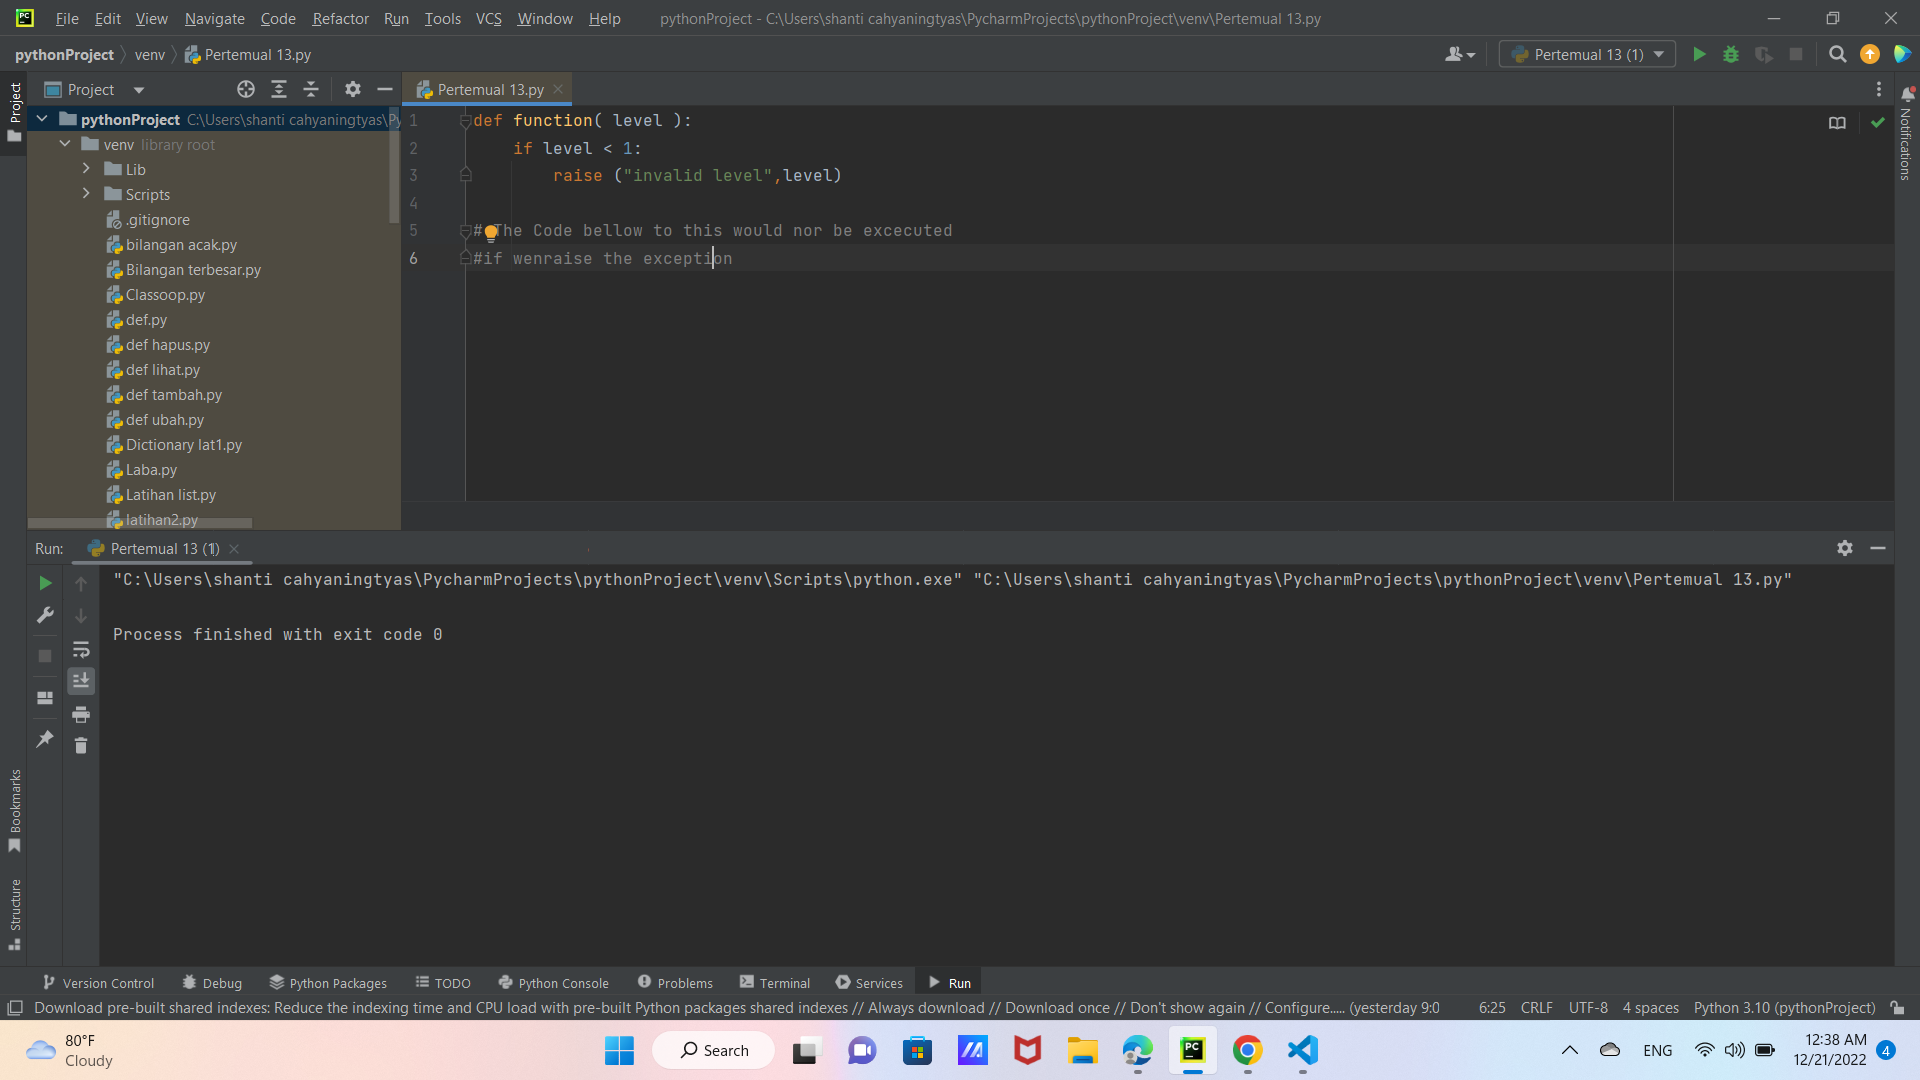 File Edit View Navigate Code Refactor Run Tools VCS Window Help pythonProject - C:\Users\shanti cahyaningtyas\PycharmProjects\pythonProject\venv\Pertemual 13.py
pythonProject venv Pertemual 13.py Pertemual 13 (1)
Project Pertemual 13.py
pythonProject C:\Users\shanti cahyaningtyas\Py
venv library root
Lib
Scripts
.gitignore
bilangan acak.py
Bilangan terbesar.py
Classoop.py
def.py
def hapus.py
def lihat.py
def tambah.py
def ubah.py
Dictionary lat1.py
Laba.py
Latihan list.py
latihan2.py
1 def function( level ):
2 if level < 1:
3 raise ("invalid level",level)
4
5 # The Code bellow to this would nor be excecuted
6 #if wenraise the exception
Project
Notifications
Bookmarks
Structure
Run: Pertemual 13 (1)
"C:\Users\shanti cahyaningtyas\PycharmProjects\pythonProject\venv\Scripts\python.exe" "C:\Users\shanti cahyaningtyas\PycharmProjects\pythonProject\venv\Pertemual 13.py"
Process finished with exit code 0
Version Control Debug Python Packages TODO Python Console Problems Terminal Services Run
Download pre-built shared indexes: Reduce the indexing time and CPU load with pre-built Python packages shared indexes // Always download // Download once // Don't show again // Configure..... (yesterday 9:0 6:25 CRLF UTF-8 4 spaces Python 3.10 (pythonProject)
80°F
Cloudy
Search
PC
ENG
12:38 AM
12/21/2022
4